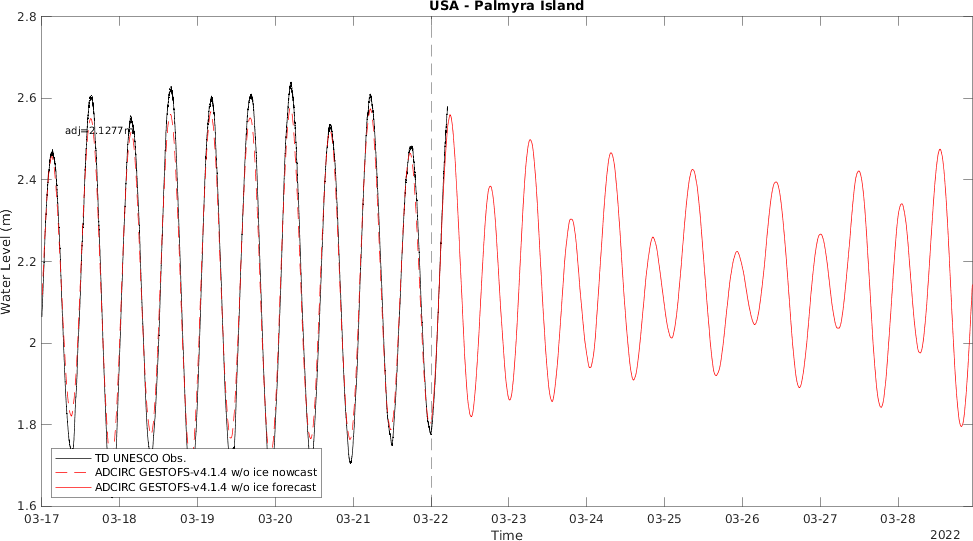 USA - Palmyra Island
2.8
2.6
2.4
2.2
2
1.8
1.6
Water Level (m)
adj=2.1277m
TD UNESCO Obs.
ADCIRC GESTOFS-v4.1.4 w/o ice nowcast
ADCIRC GESTOFS-v4.1.4 w/o ice forecast
03-17 03-18 03-19 03-20 03-21 03-22 03-23 03-24 03-25 03-26 03-27 03-28
Time
2022